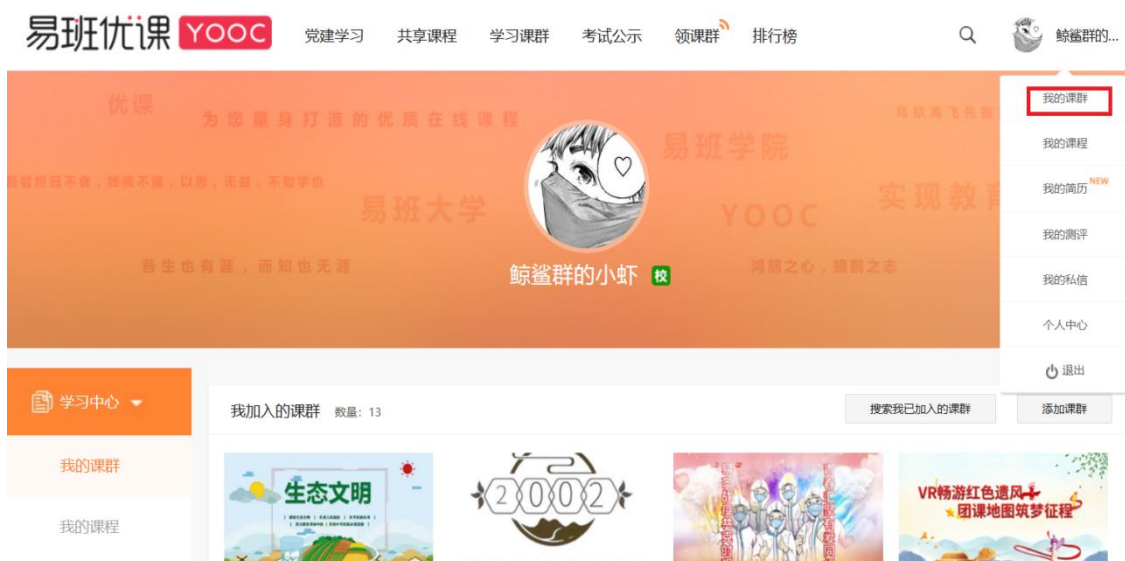 易班优课 YOOC 党建学习 共享课程 学习课群 考试公示 领课群 排行榜 鲸鲨群的...
优课
为您量身打造的优质在线课程
易班学院
易班大学
YOOC
实现教育
吾生也有涯，而知也无涯
鲸鲨群的小虾 校
我的课群
我的课程
我的简历 NEW
我的测评
我的私信
个人中心
退出
学习中心
我的课群
我的课程
我加入的课群 数量: 13 搜索我已加入的课群 添加课群
生态文明
2002
VR畅游红色遗风
团课地图筑梦征程